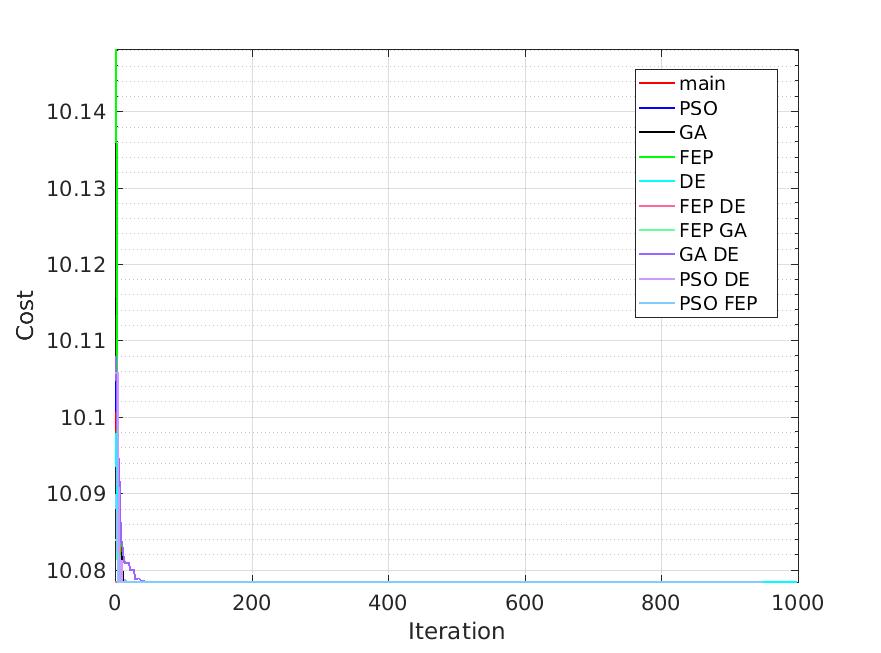 10.14
10.13
10.12
10.11
10.1
10.09
10.08
Cost
0 200 400 600 800 1000
Iteration
main
PSO
GA
FEP
DE
FEP DE
FEP GA
GA DE
PSO DE
PSO FEP